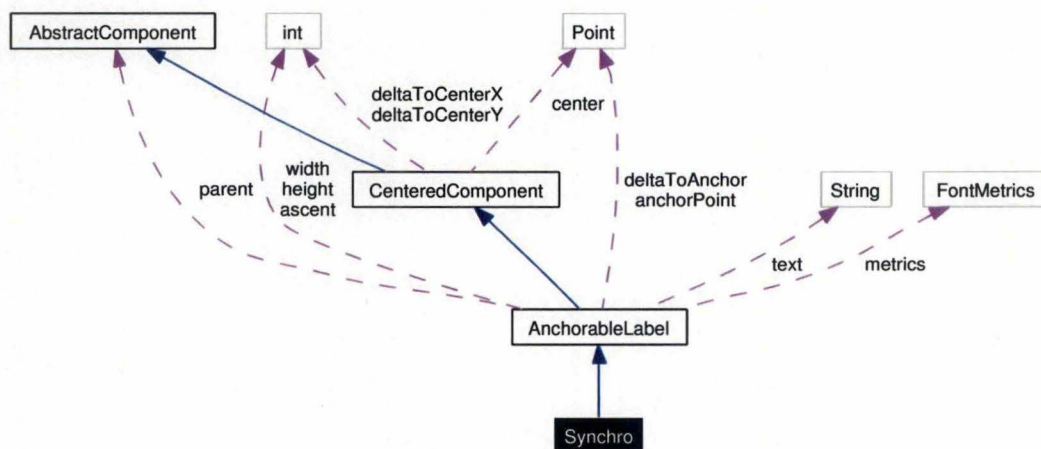 AbstractComponent
int
Point
deltaToCenterX
deltaToCenterY
center
parent
width
height
ascent
CenteredComponent
deltaToAnchor
anchorPoint
String
FontMetrics
text
metrics
AnchorableLabel
Synchro